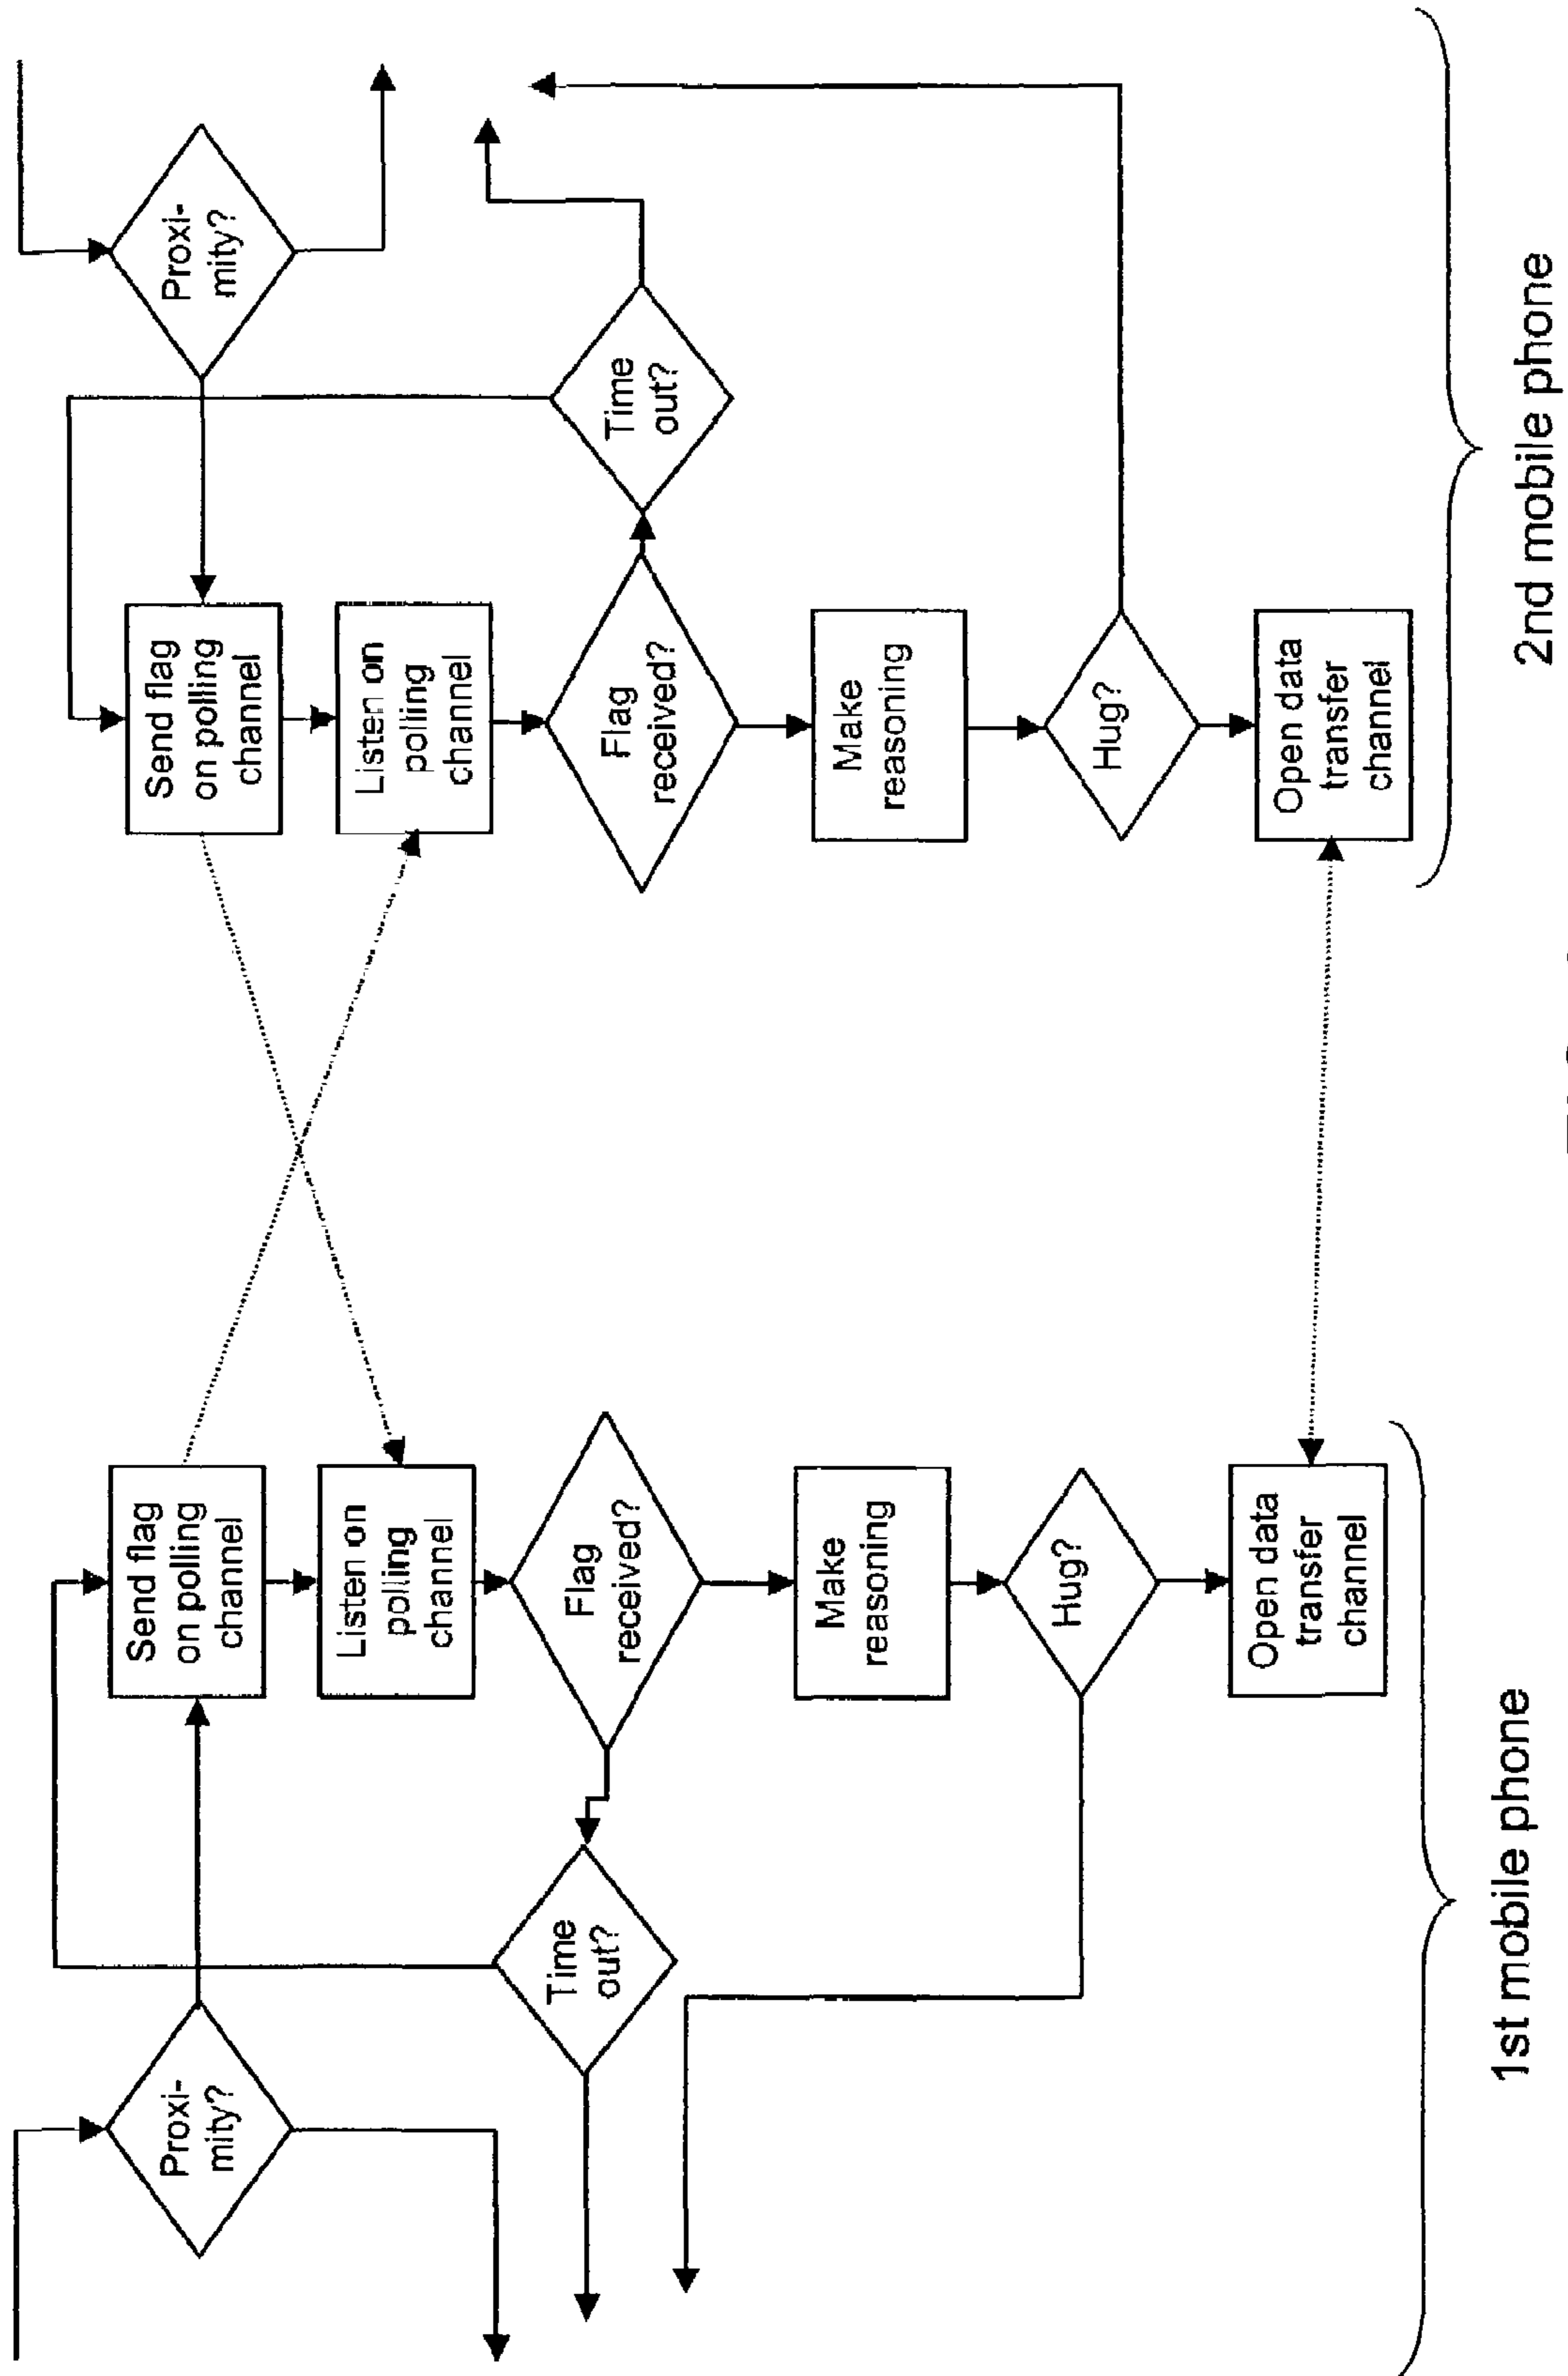 Proxi-
mity?
Send flag
on polling
channel
Listen on
polling
channel
Flag
received?
Time
out?
Make
reasoning
Hug?
Open data
transfer
channel
1st mobile phone
Send flag
on polling
channel
Proxi-
mity?
Listen on
polling
channel
Flag
received?
Time
out?
Make
reasoning
Hug?
Open data
transfer
channel
2nd mobile phone